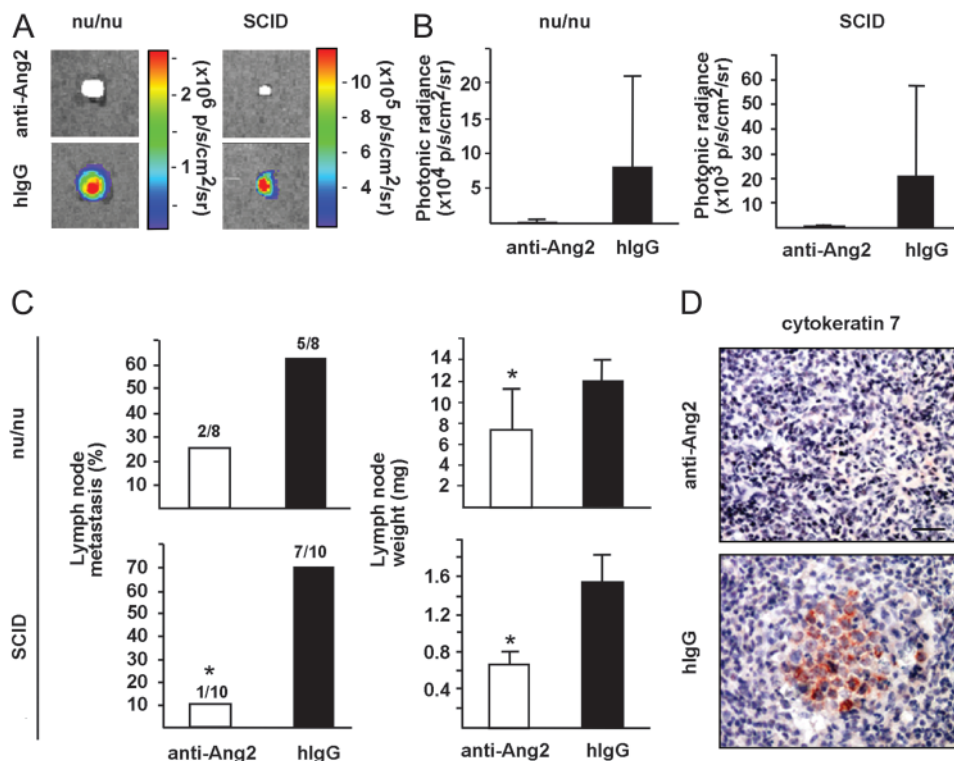 A
nu/nu
SCID
anti-Ang2
hIgG
2
1
(x10⁶ p/s/cm²/sr)
10
8
6
4
(x10⁵ p/s/cm²/sr)
B
nu/nu
Photonic radiance
(x10⁴ p/s/cm²/sr)
20
15
10
5
anti-Ang2
hIgG
SCID
Photonic radiance
(x10³ p/s/cm²/sr)
60
50
40
30
20
10
anti-Ang2
hIgG
C
nu/nu
SCID
Lymph node
metastasis (%)
60
50
40
30
20
10
2/8
5/8
70
60
50
40
30
20
10
*
1/10
7/10
anti-Ang2
hIgG
Lymph node
weight (mg)
14
12
10
8
6
4
2
*
1.6
1.2
0.8
0.4
*
anti-Ang2
hIgG
D
cytokeratin 7
anti-Ang2
hIgG